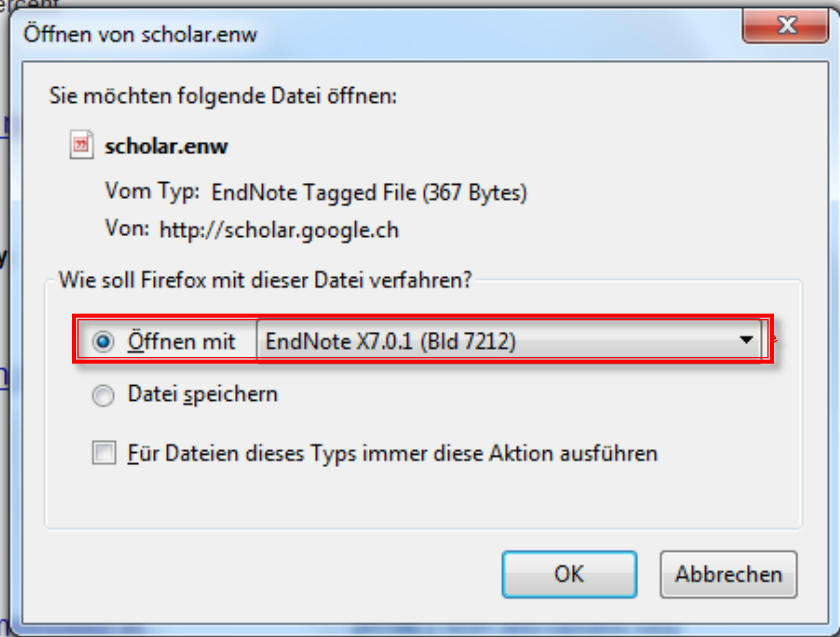 ercent
Öffnen von scholar.enw
Sie möchten folgende Datei öffnen:
scholar.enw
Vom Typ: EndNote Tagged File (367 Bytes)
Von: http://scholar.google.ch
Wie soll Firefox mit dieser Datei verfahren?
Öffnen mit EndNote X7.0.1 (Bld 7212)
Datei speichern
Für Dateien dieses Typs immer diese Aktion ausführen
OK Abbrechen